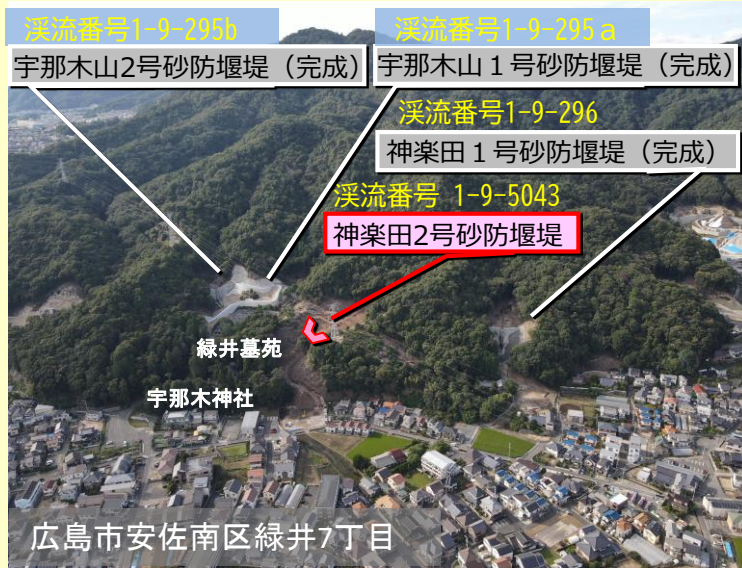 渓流番号1-9-295b
宇那木山2号砂防堰堤（完成）
渓流番号1-9-295ａ
宇那木山１号砂防堰堤（完成）
渓流番号1-9-296
神楽田１号砂防堰堤（完成）
渓流番号 1-9-5043
神楽田2号砂防堰堤
緑井墓苑
宇那木神社
広島市安佐南区緑井7丁目